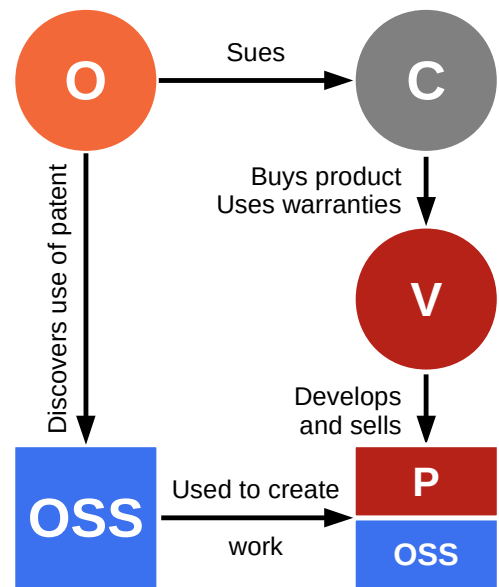 O
Sues
C
Buys product
Uses warranties
Discovers use of patent
V
Develops
and sells
OSS
Used to create
work
P
OSS